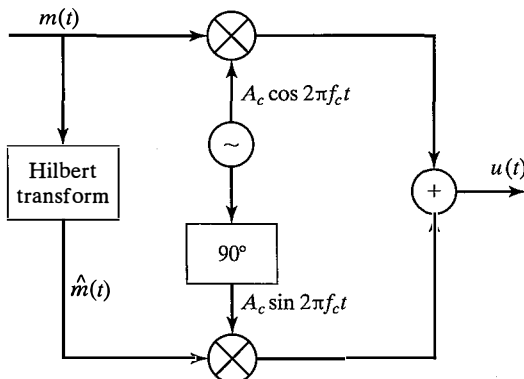 m(t)
A_c cos 2πf_c t
~
Hilbert
transform
+
u(t)
90°
m̂(t)
A_c sin 2πf_c t